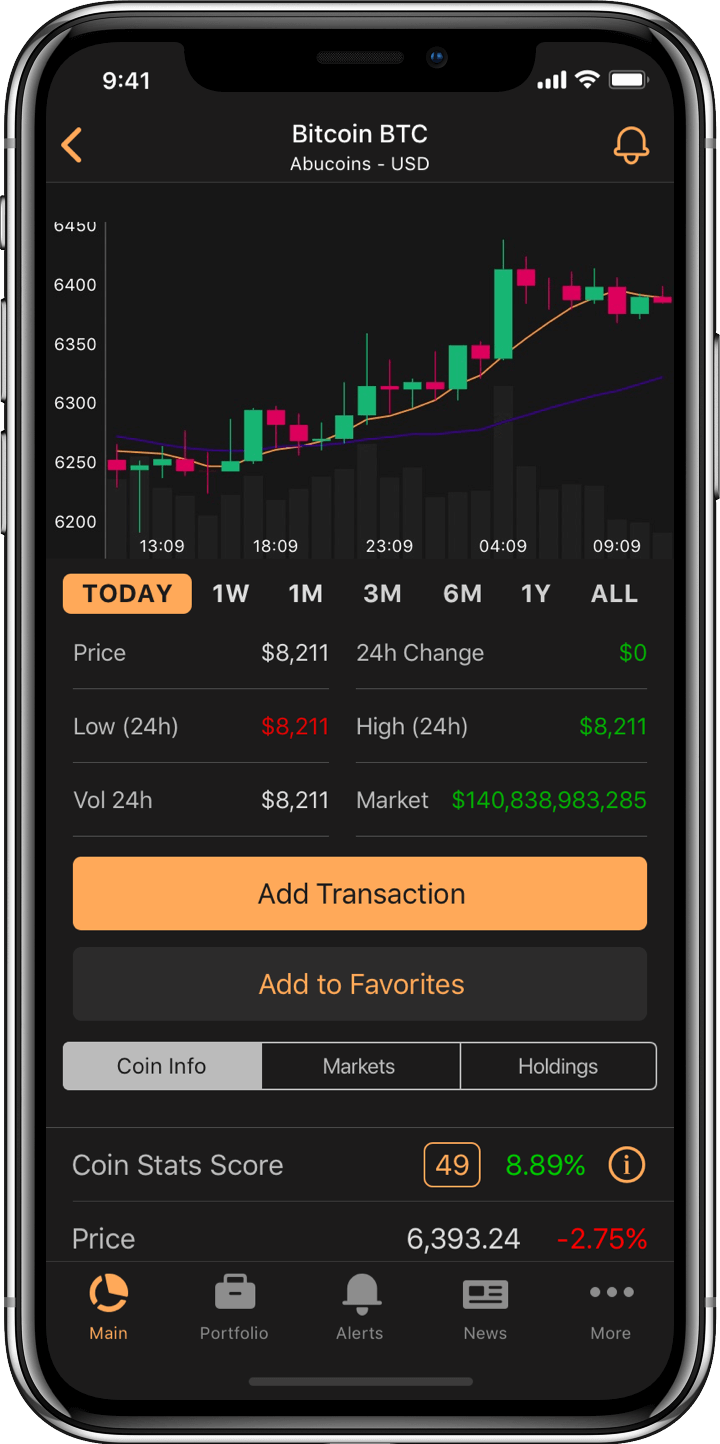 9:41
Bitcoin BTC
Abucoins - USD
6450
6400
6350
6300
6250
6200
13:09 18:09 23:09 04:09 09:09
TODAY 1W 1M 3M 6M 1Y ALL
Price $8,211 24h Change $0
Low (24h) $8,211 High (24h) $8,211
Vol 24h $8,211 Market $140,838,983,285
Add Transaction
Add to Favorites
Coin Info Markets Holdings
Coin Stats Score 49 8.89% i
Price 6,393.24 -2.75%
Main Portfolio Alerts News More